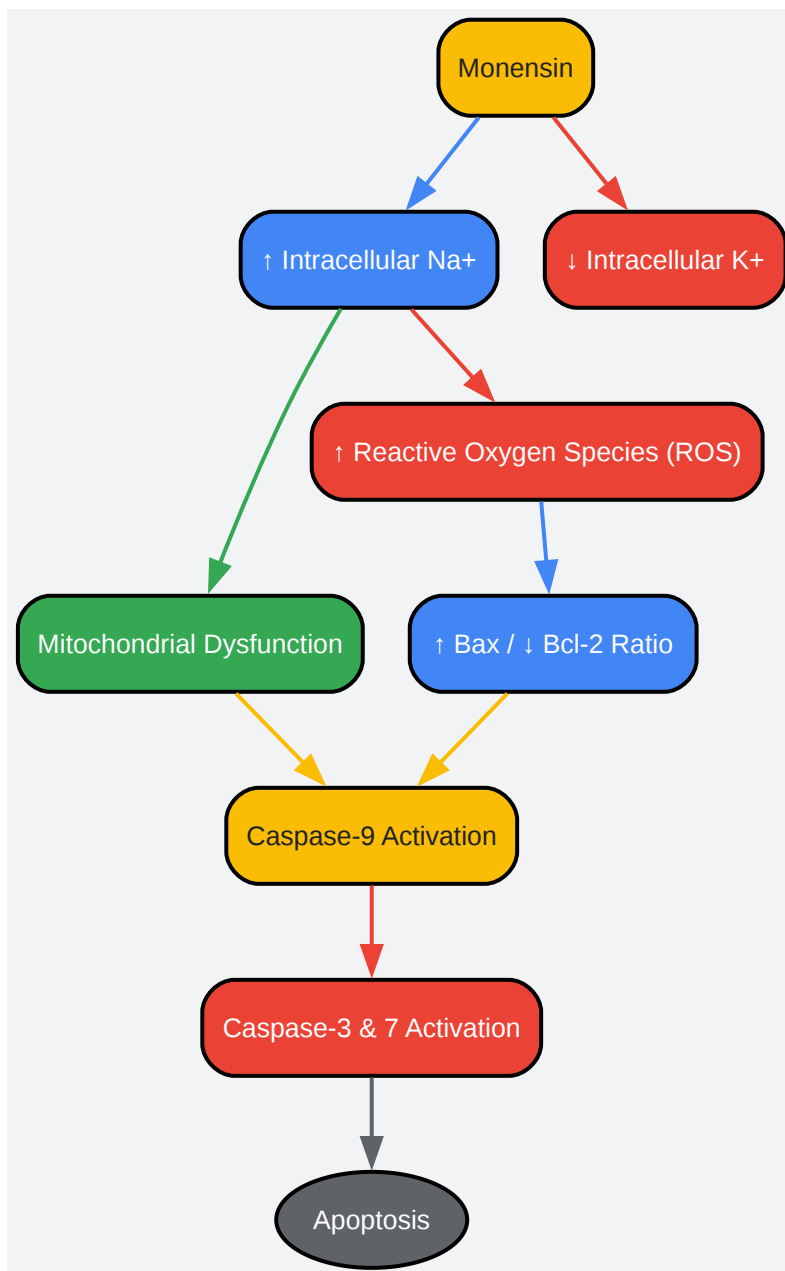 Monensin
↑ Intracellular Na+
↓ Intracellular K+
↑ Reactive Oxygen Species (ROS)
Mitochondrial Dysfunction
↑ Bax / ↓ Bcl-2 Ratio
Caspase-9 Activation
Caspase-3 & 7 Activation
Apoptosis